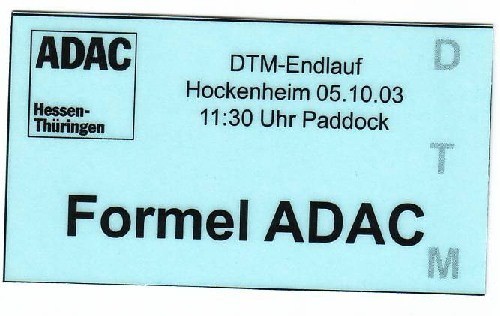 ADAC
Hessen-
Thüringen
DTM-Endlauf
Hockenheim 05.10.03
11:30 Uhr Paddock
Formel ADAC
D
T
M